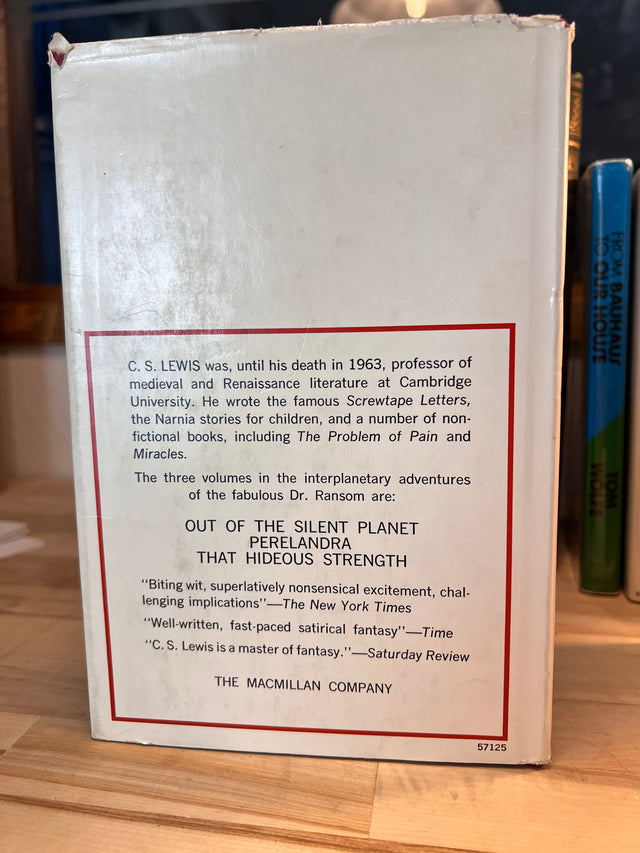 C. S. LEWIS was, until his death in 1963, professor of
medieval and Renaissance literature at Cambridge
University. He wrote the famous Screwtape Letters,
the Narnia stories for children, and a number of non-
fictional books, including The Problem of Pain and
Miracles.
The three volumes in the interplanetary adventures
of the fabulous Dr. Ransom are:
OUT OF THE SILENT PLANET
PERELANDRA
THAT HIDEOUS STRENGTH
"Biting wit, superlatively nonsensical excitement, chal-
lenging implications"—The New York Times
"Well-written, fast-paced satirical fantasy"—Time
"C. S. Lewis is a master of fantasy."—Saturday Review
THE MACMILLAN COMPANY
57125
FROM BAUHAUS
TO OUR HOUSE
TOM
WOLFE